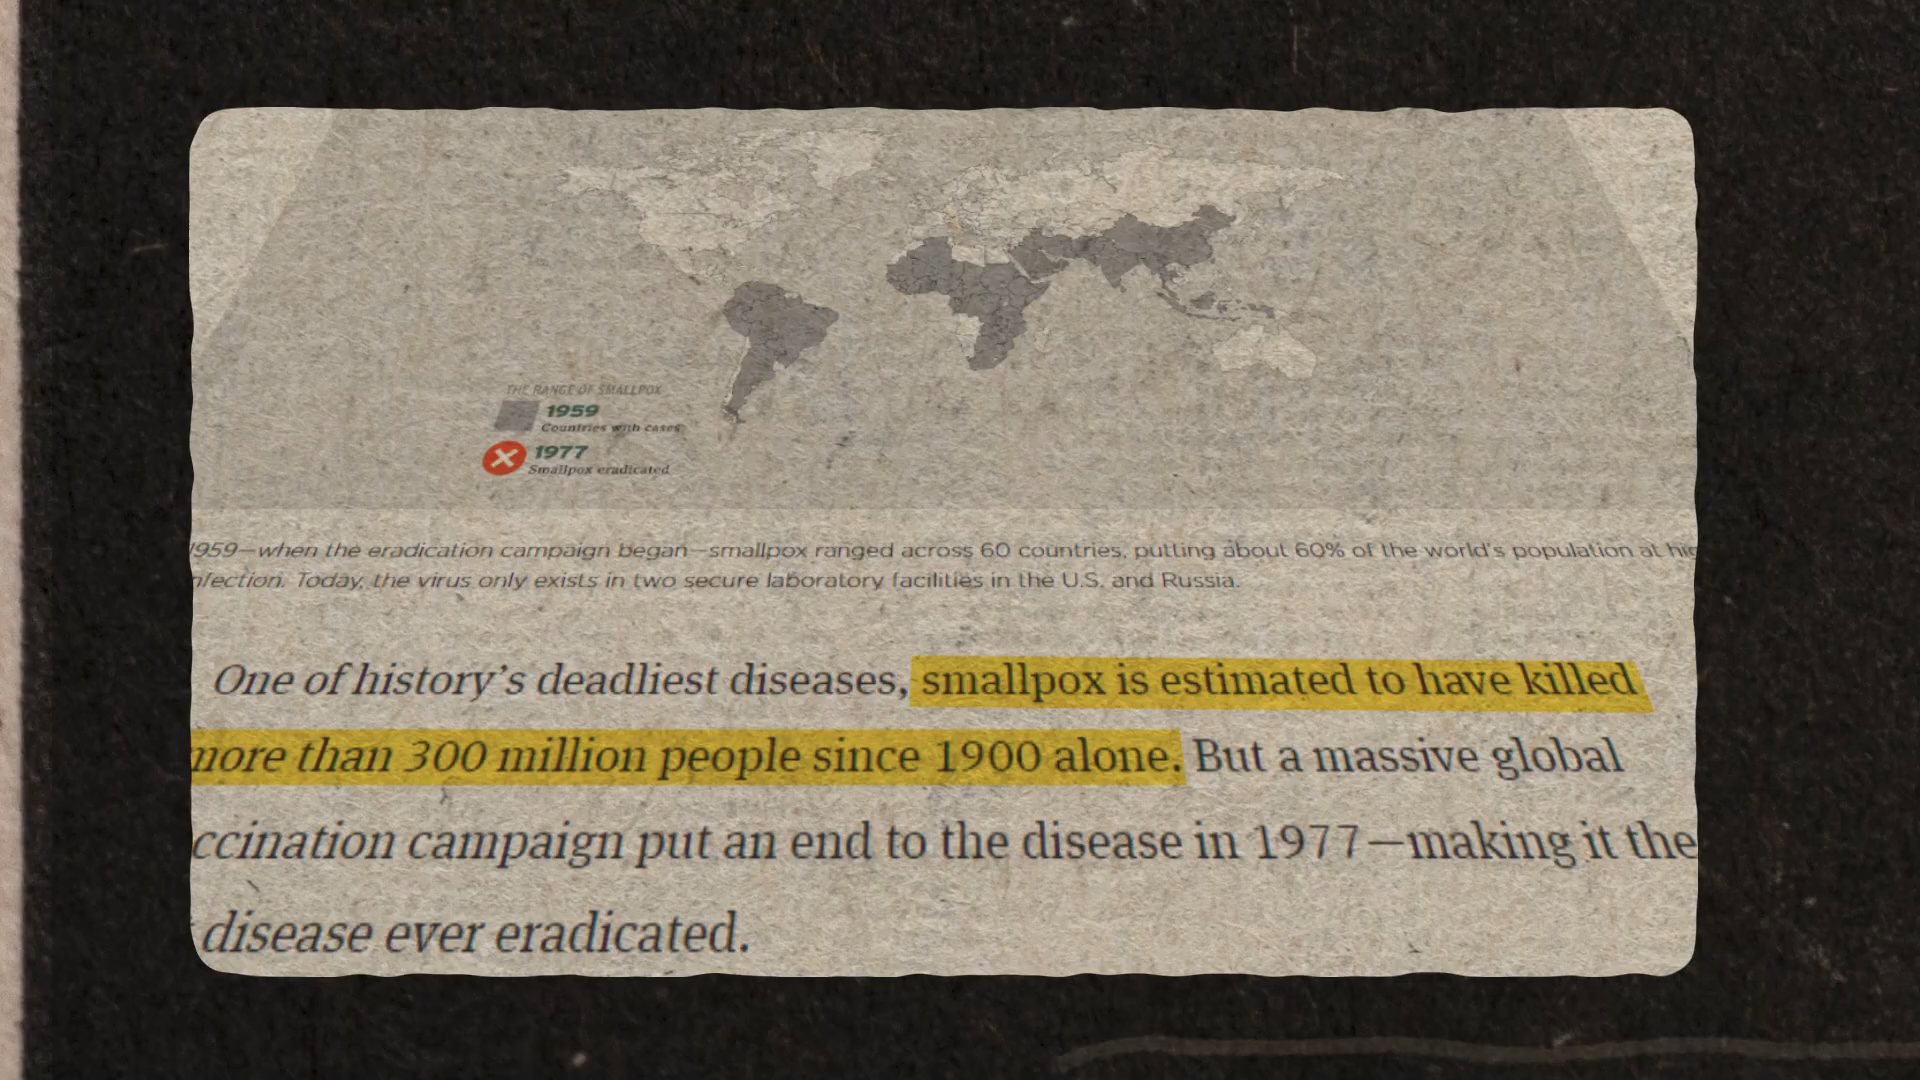 THE RANGE OF SMALLPOX
1959
Countries with cases
1977
Smallpox eradicated
1959—when the eradication campaign began—smallpox ranged across 60 countries, putting about 60% of the world's population at
nfection. Today, the virus only exists in two secure laboratory facilities in the U.S. and Russia.
One of history's deadliest diseases, smallpox is estimated to have killed
more than 300 million people since 1900 alone. But a massive global
ccination campaign put an end to the disease in 1977—making it the
disease ever eradicated.